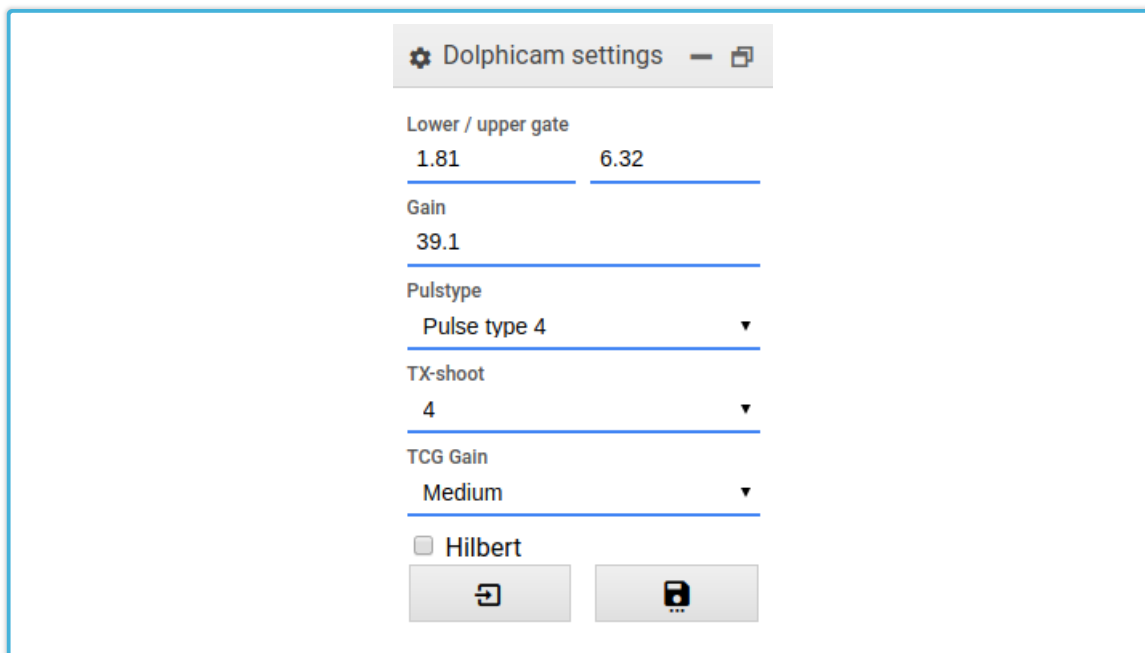 Dolphicam settings
Lower / upper gate
1.81 6.32
Gain
39.1
Pulstype
Pulse type 4
TX-shoot
4
TCG Gain
Medium
Hilbert